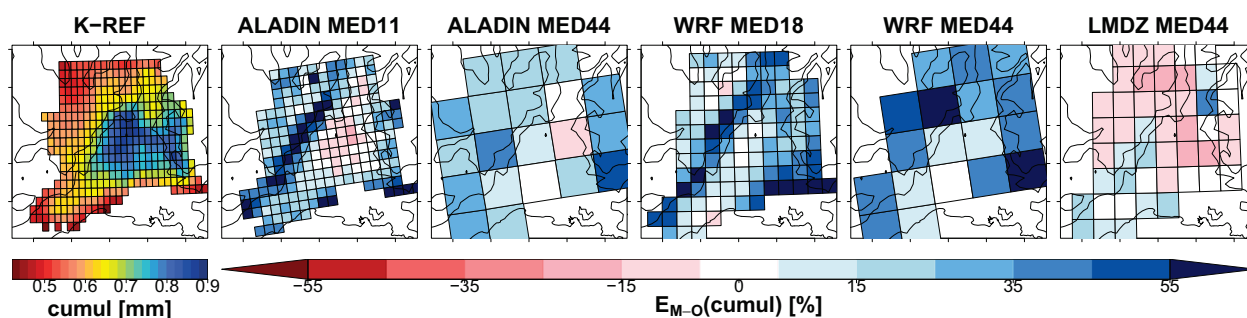 K-REF ALADIN MED11 ALADIN MED44 WRF MED18 WRF MED44 LMDZ MED44
0.5 0.6 0.7 0.8 0.9 −55 −35 −15 0 15 35 55
cumul [mm] E_M−O(cumul) [%]